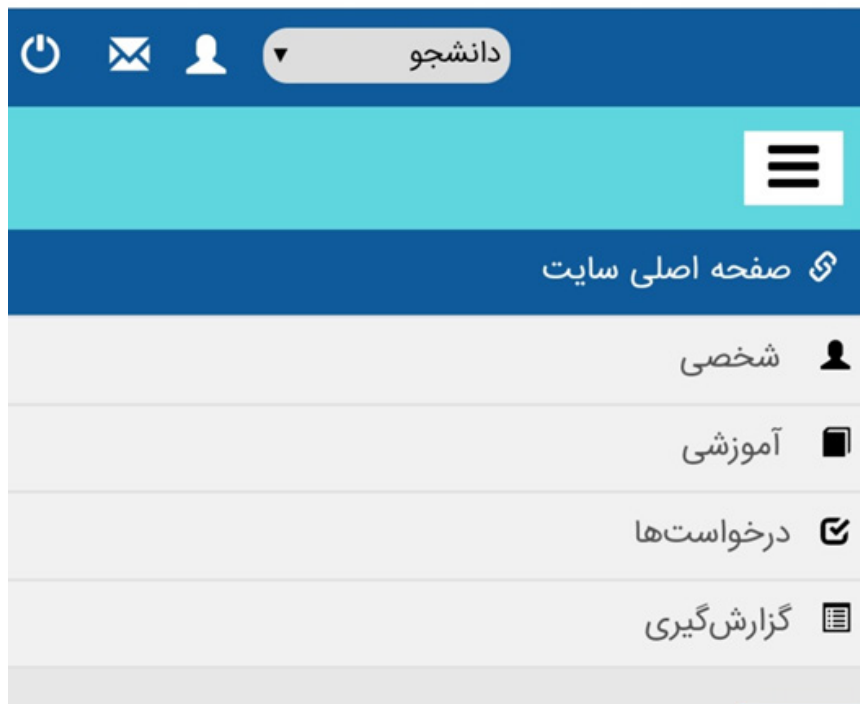 دانشجو
صفحه اصلی سایت
شخصی
آموزشی
درخواست‌ها
گزارش‌گیری